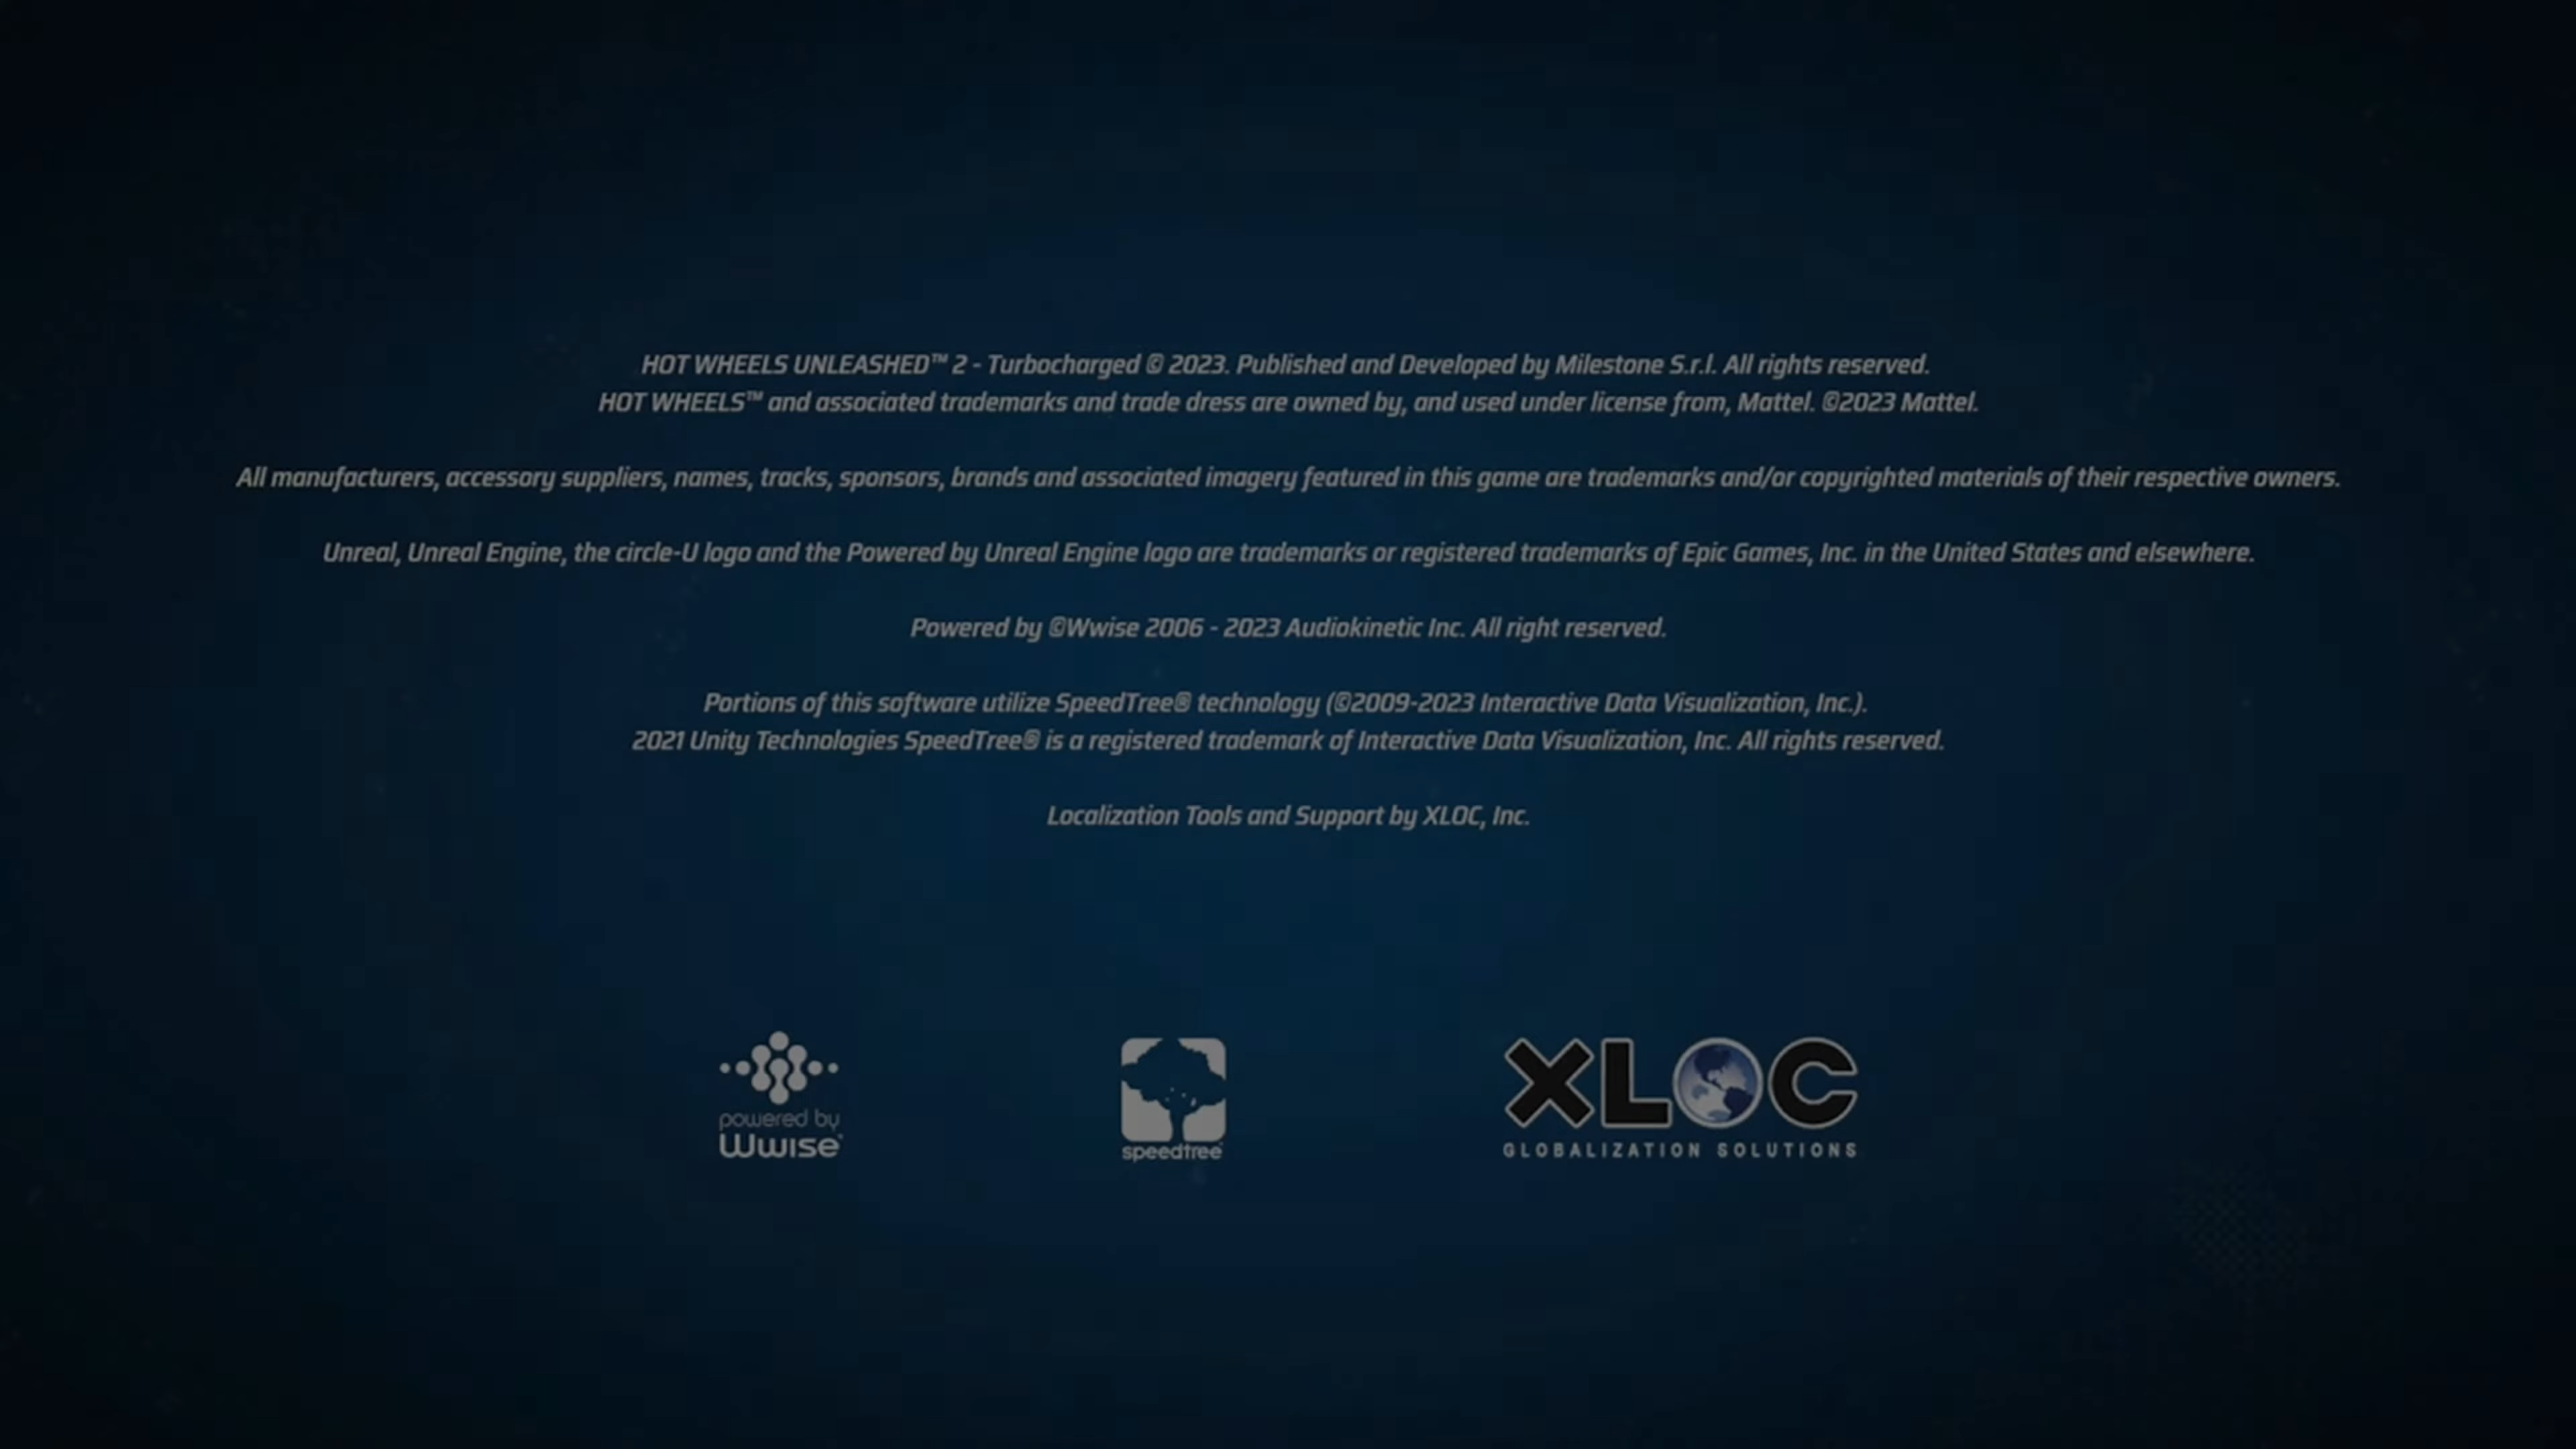 HOT WHEELS UNLEASHED™ 2 - Turbocharged © 2023. Published and Developed by Milestone S.r.l. All rights reserved.
HOT WHEELS™ and associated trademarks and trade dress are owned by, and used under license from, Mattel. ©2023 Mattel.
All manufacturers, accessory suppliers, names, tracks, sponsors, brands and associated imagery featured in this game are trademarks and/or copyrighted materials of their respective owners.
Unreal, Unreal Engine, the circle-U logo and the Powered by Unreal Engine logo are trademarks or registered trademarks of Epic Games, Inc. in the United States and elsewhere.
Powered by ©Wwise 2006 - 2023 Audiokinetic Inc. All right reserved.
Portions of this software utilize SpeedTree® technology (©2009-2023 Interactive Data Visualization, Inc.).
2021 Unity Technologies SpeedTree® is a registered trademark of Interactive Data Visualization, Inc. All rights reserved.
Localization Tools and Support by XLOC, Inc.
powered by
Wwise®
speedtree®
XLOC
GLOBALIZATION SOLUTIONS